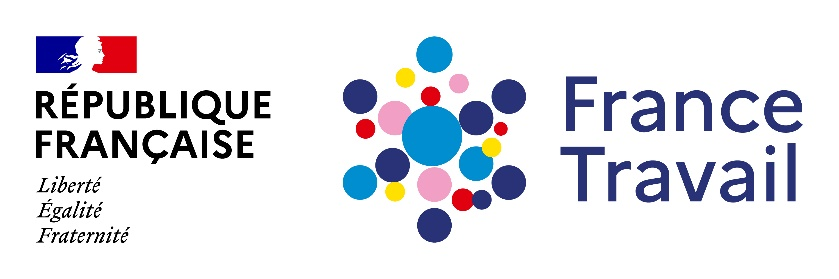 RÉPUBLIQUE
FRANÇAISE
Liberté
Égalité
Fraternité
France
Travail